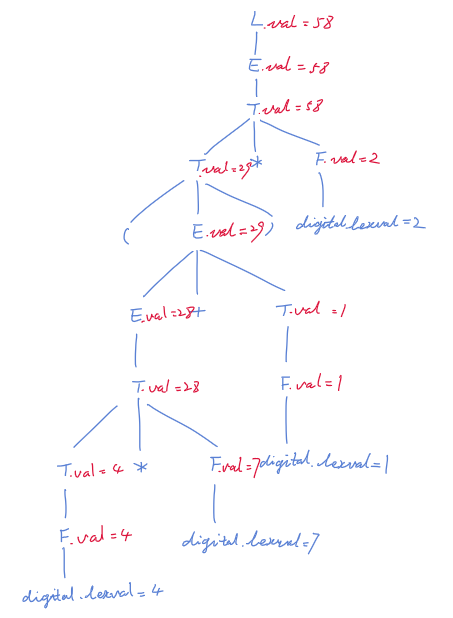 L.val = 58
E.val = 58
T.val = 58
T.val = 29 * F.val = 2
( E.val = 29 ) digital.lexval = 2
E.val = 28 + T.val = 1
T.val = 28 F.val = 1
T.val = 4 * F.val = 7 digital.lexval = 1
F.val = 4 digital.lexval = 7
digital.lexval = 4